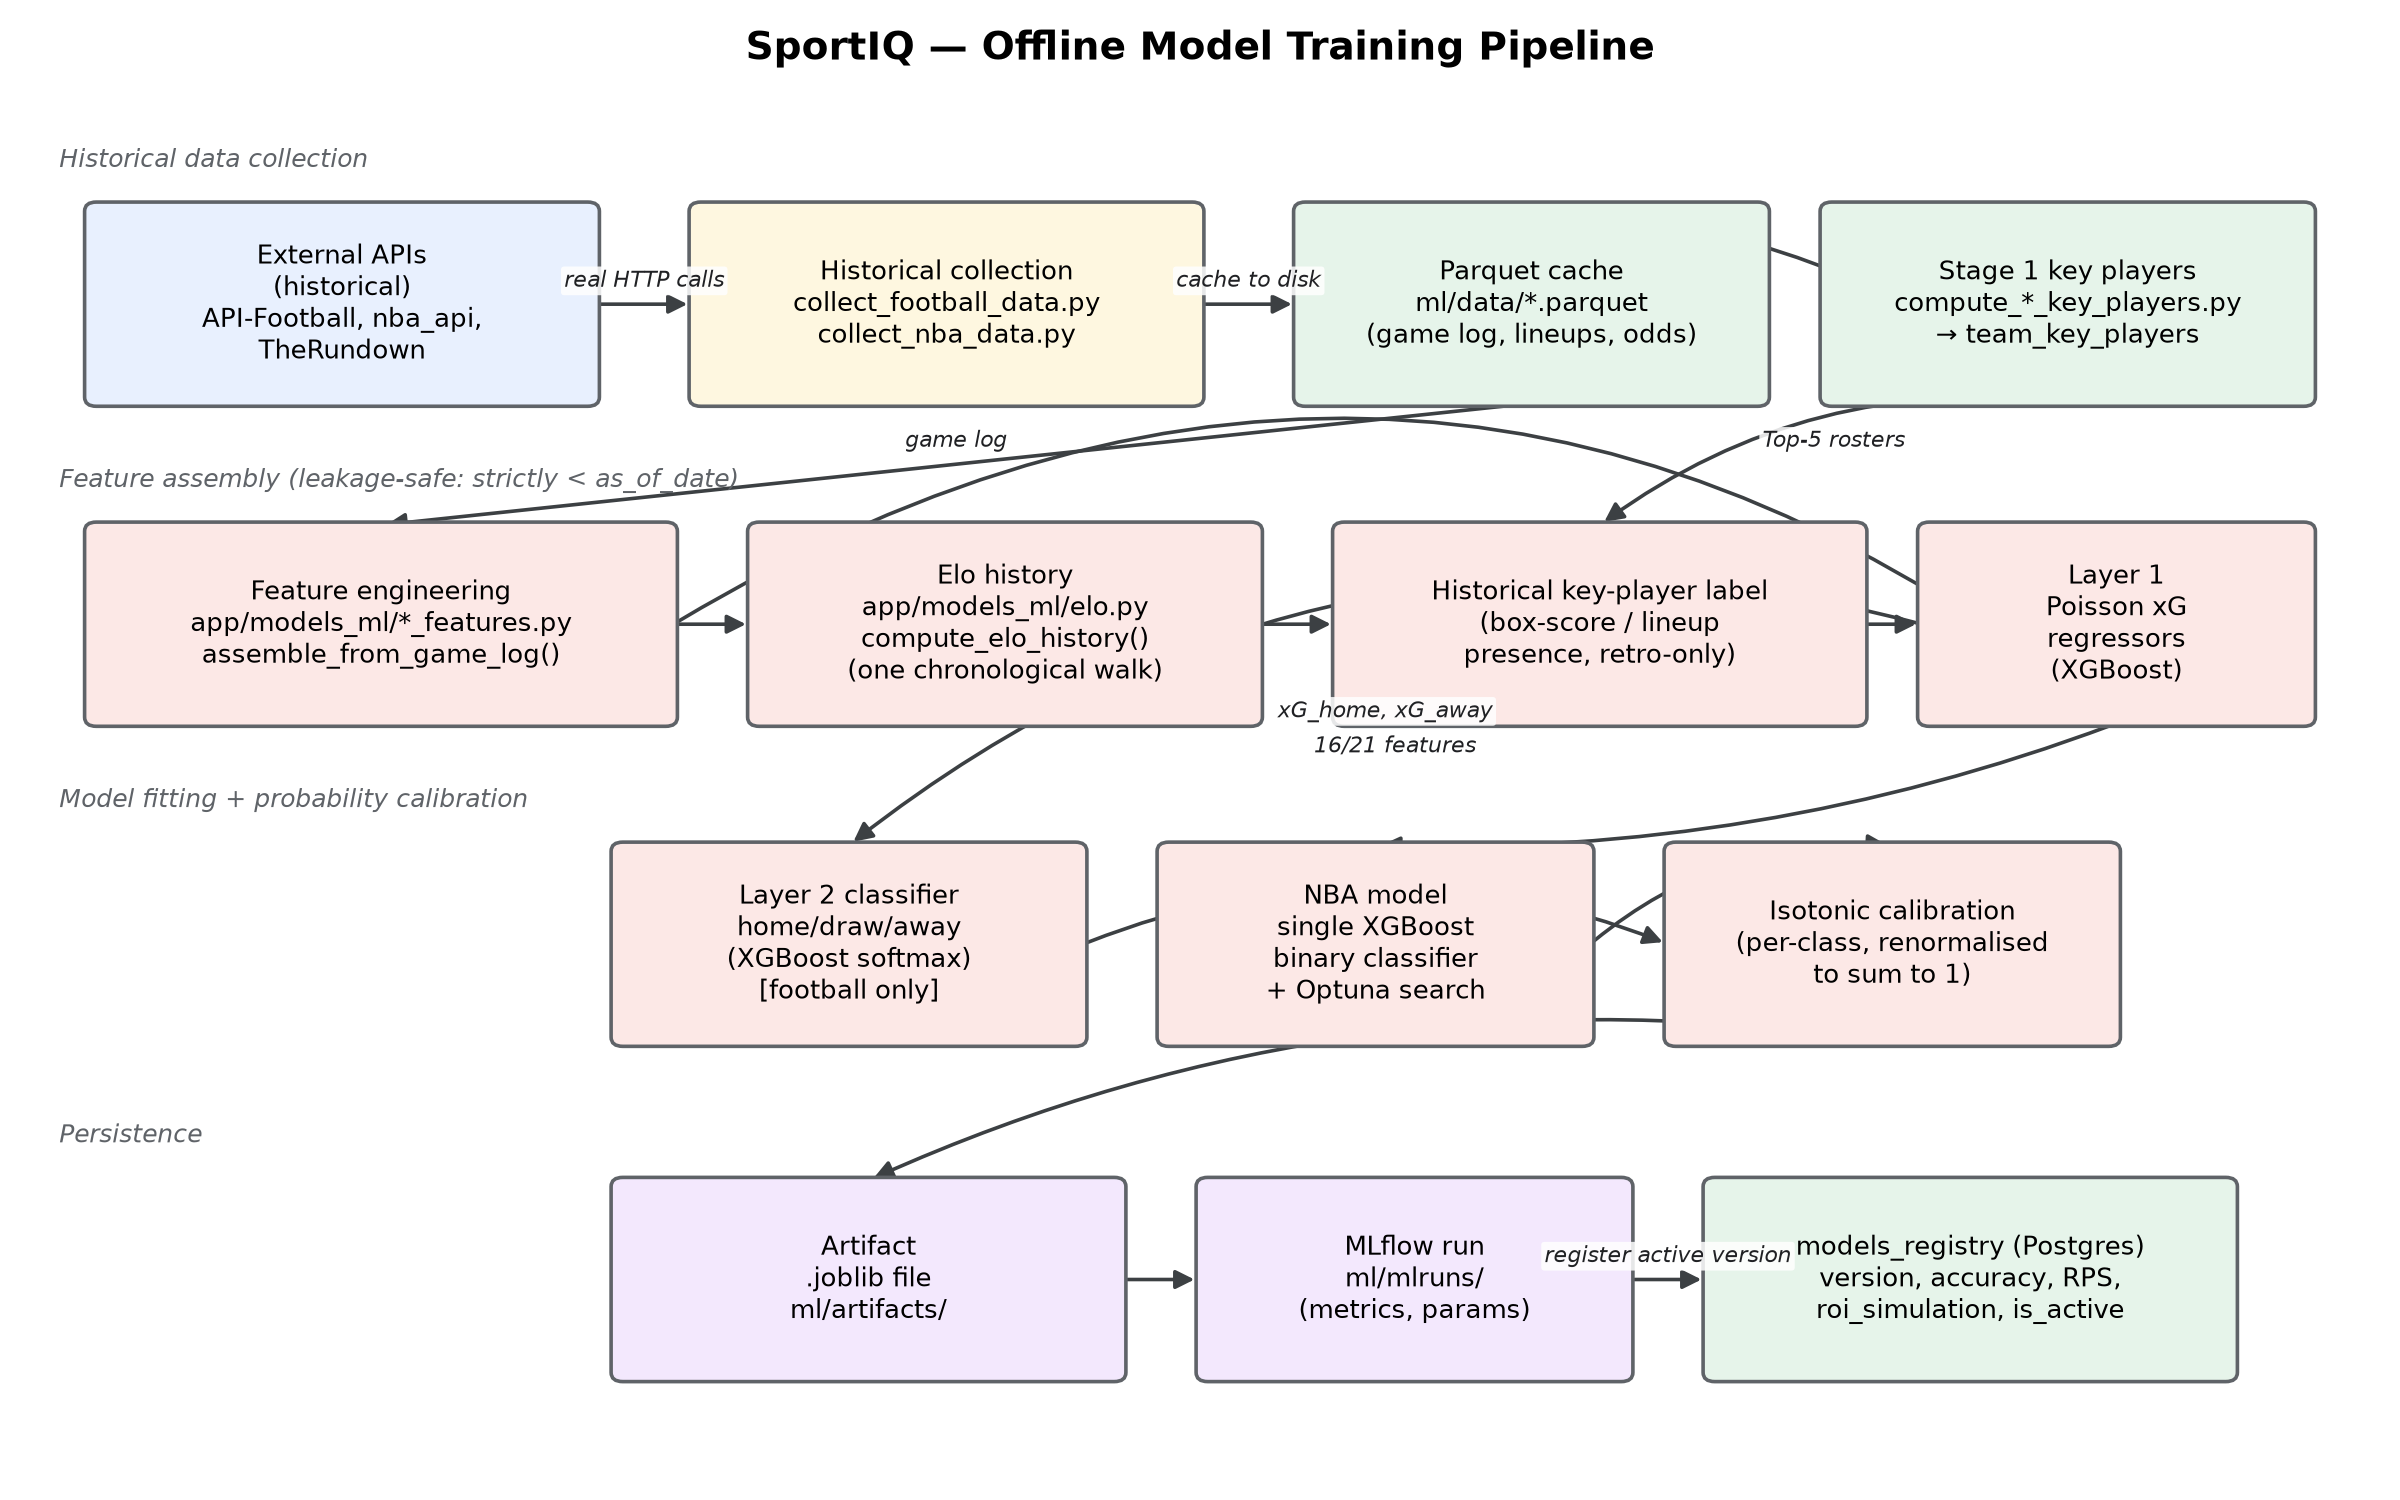 SportIQ — Offline Model Training Pipeline
Historical data collection
External APIs
(historical)
API-Football, nba_api,
TheRundown
real HTTP calls
Historical collection
collect_football_data.py
collect_nba_data.py
cache to disk
Parquet cache
ml/data/*.parquet
(game log, lineups, odds)
Stage 1 key players
compute_*_key_players.py
→ team_key_players
game log
Top-5 rosters
Feature assembly (leakage-safe: strictly < as_of_date)
Feature engineering
app/models_ml/*_features.py
assemble_from_game_log()
Elo history
app/models_ml/elo.py
compute_elo_history()
(one chronological walk)
Historical key-player label
(box-score / lineup
presence, retro-only)
Layer 1
Poisson xG
regressors
(XGBoost)
xG_home, xG_away
16/21 features
Model fitting + probability calibration
Layer 2 classifier
home/draw/away
(XGBoost softmax)
[football only]
NBA model
single XGBoost
binary classifier
+ Optuna search
Isotonic calibration
(per-class, renormalised
to sum to 1)
Persistence
Artifact
.joblib file
ml/artifacts/
MLflow run
ml/mlruns/
(metrics, params)
register active version
models_registry (Postgres)
version, accuracy, RPS,
roi_simulation, is_active